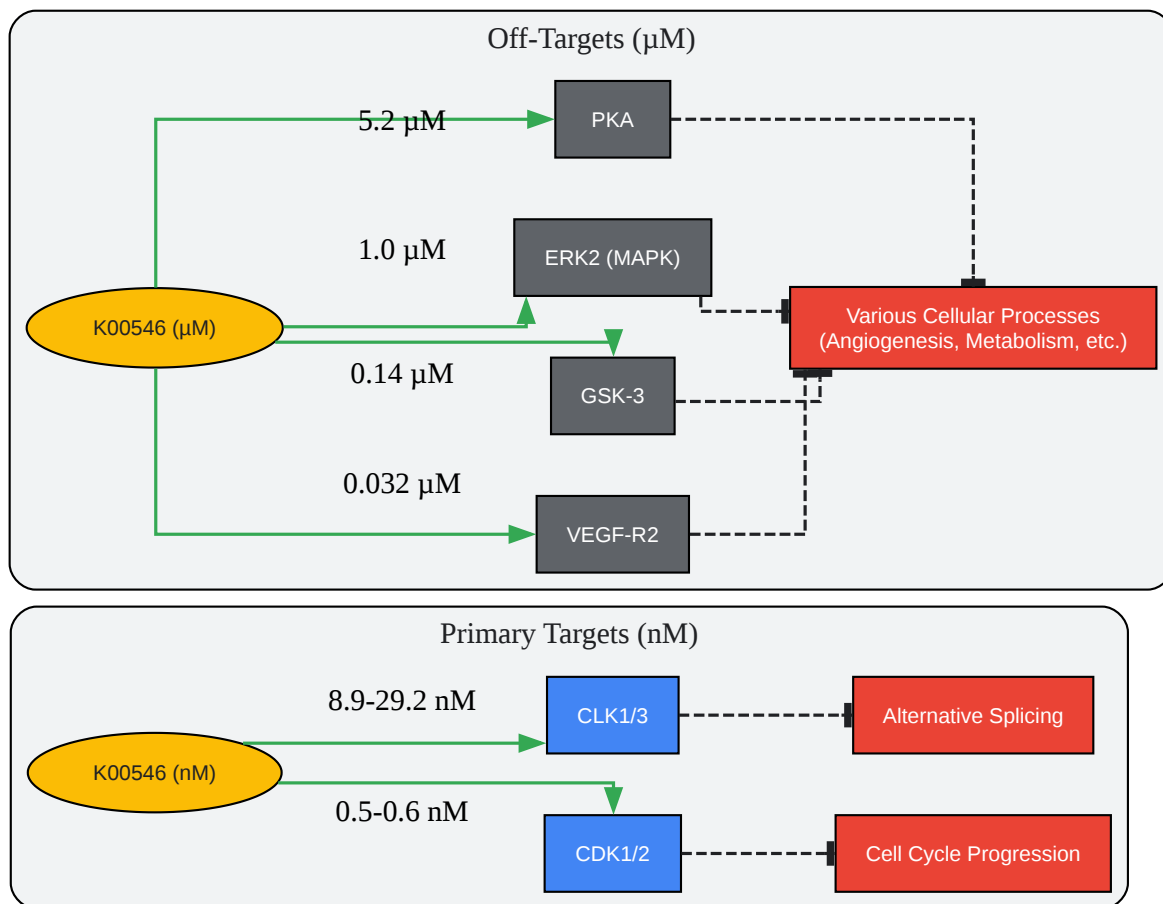 Off-Targets (µM)
5.2 µM
PKA
1.0 µM
ERK2 (MAPK)
K00546 (µM)
Various Cellular Processes
(Angiogenesis, Metabolism, etc.)
0.14 µM
GSK-3
0.032 µM
VEGF-R2
Primary Targets (nM)
8.9-29.2 nM
CLK1/3
Alternative Splicing
K00546 (nM)
0.5-0.6 nM
CDK1/2
Cell Cycle Progression